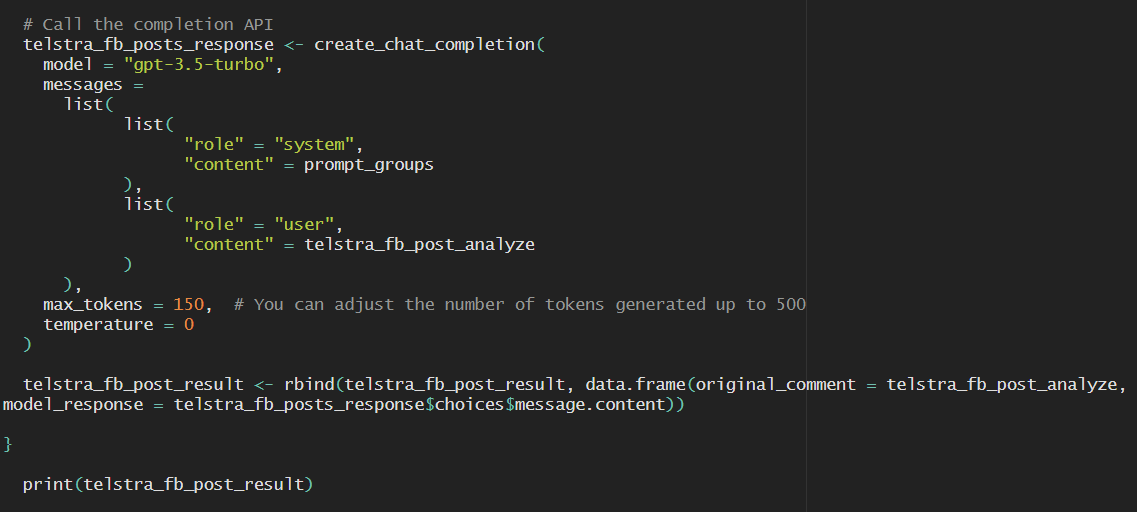 # Call the completion API
telstra_fb_posts_response <- create_chat_completion(
model = "gpt-3.5-turbo",
messages =
list(
list(
"role" = "system",
"content" = prompt_groups
),
list(
"role" = "user",
"content" = telstra_fb_post_analyze
)
),
max_tokens = 150,  # You can adjust the number of tokens generated up to 500
temperature = 0
)
telstra_fb_post_result <- rbind(telstra_fb_post_result, data.frame(original_comment = telstra_fb_post_analyze,
model_response = telstra_fb_posts_response$choices$message.content))
}
print(telstra_fb_post_result)